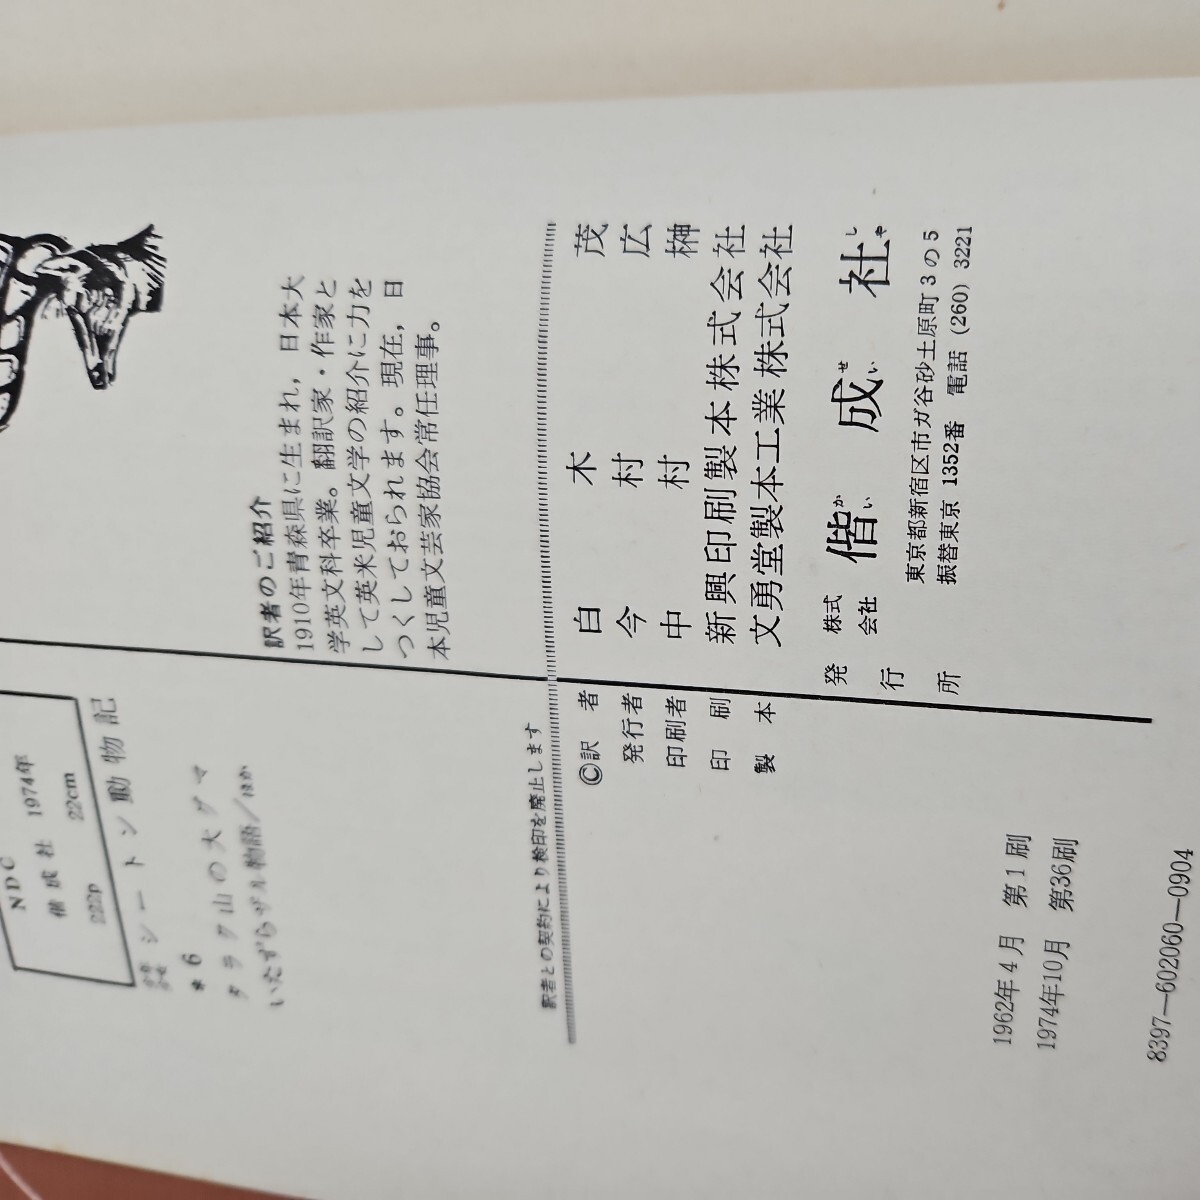 NDC
偕成社 1974年
222p 22cm
シートン動物記
6
タラク山の大グマ
いたずらザル物語/ほか
訳者のご紹介
1910年青森県に生まれ，日本大
学英文科卒業。翻訳家・作家と
して英米児童文学の紹介に力を
つくしておられます。現在，日
本児童文芸家協会常任理事。
訳者との契約により検印を廃止します
©訳者 白木茂
発行者 今村広
印刷者 中村榊
印刷 新興印刷製本株式会社
製本 文勇堂製本工業株式会社
発行所 株式会社 偕成社
かいせいしゃ
東京都新宿区市ガ谷砂土原町3の5
振替東京 1352番 電話 (260) 3221
1962年4月 第1刷
1974年10月 第36刷
8397—602060—0904